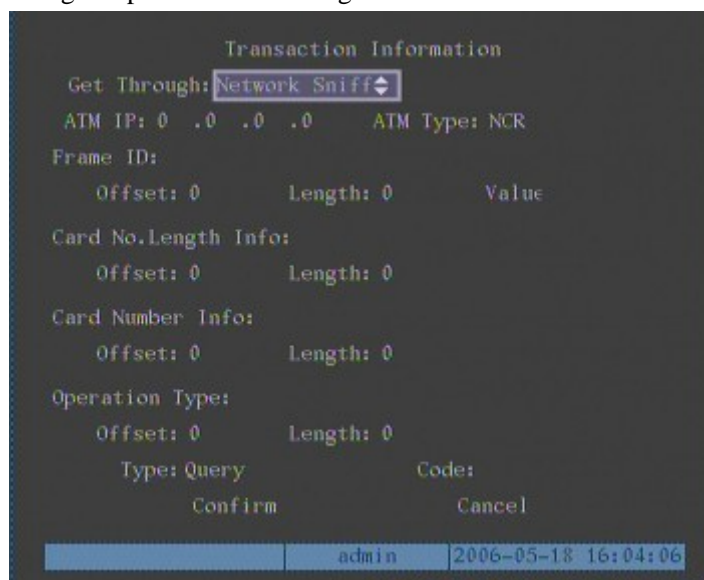 Transaction Information
Get Through: Network Sniff
ATM IP: 0 .0 .0 .0 ATM Type: NCR
Frame ID:
Offset: 0 Length: 0 Value
Card No.Length Info:
Offset: 0 Length: 0
Card Number Info:
Offset: 0 Length: 0
Operation Type:
Offset: 0 Length: 0
Type: Query Code:
Confirm Cancel
admin 2006-05-18 16:04:06